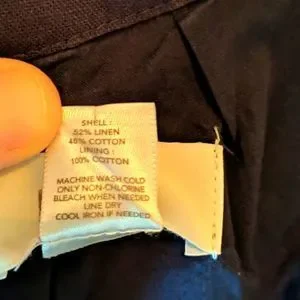 SHELL:
52% LINEN
48% COTTON
LINING:
100% COTTON
MACHINE WASH COLD
ONLY NON-CHLORINE
BLEACH WHEN NEEDED
LINE DRY
COOL IRON IF NEEDED